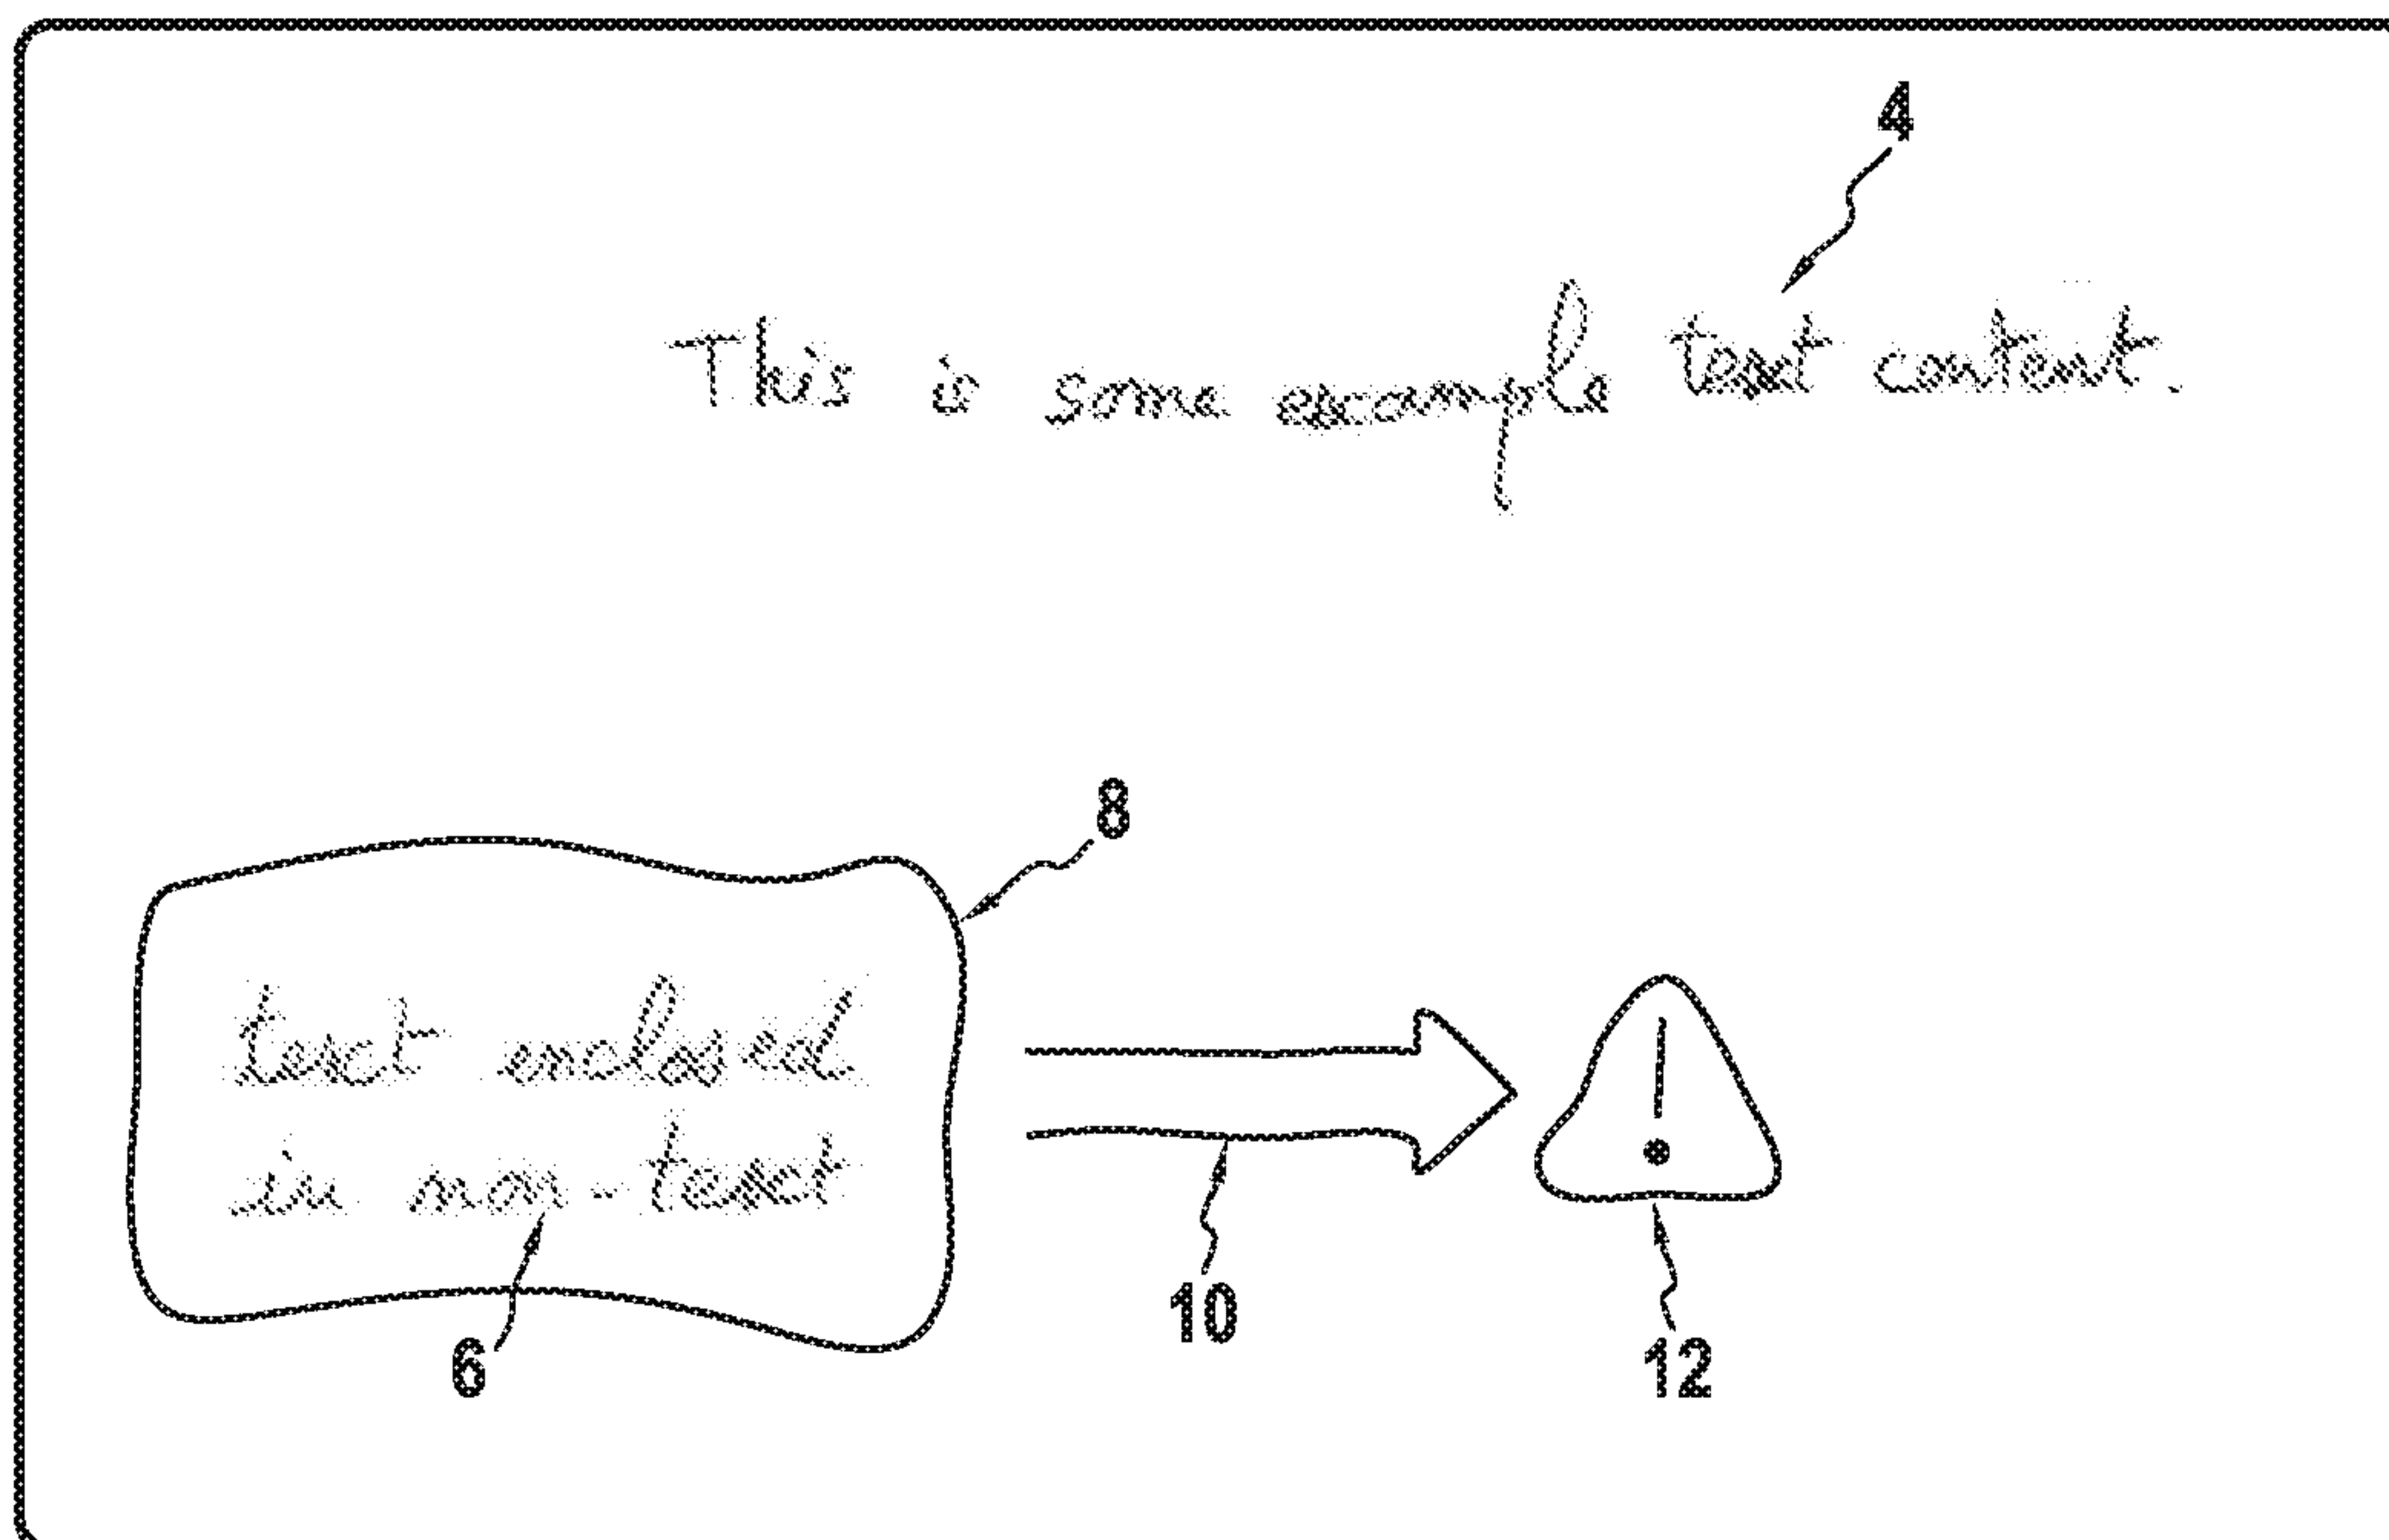 4
This is some example text content.
8
text enclosed
in non-text
!
10
6
12